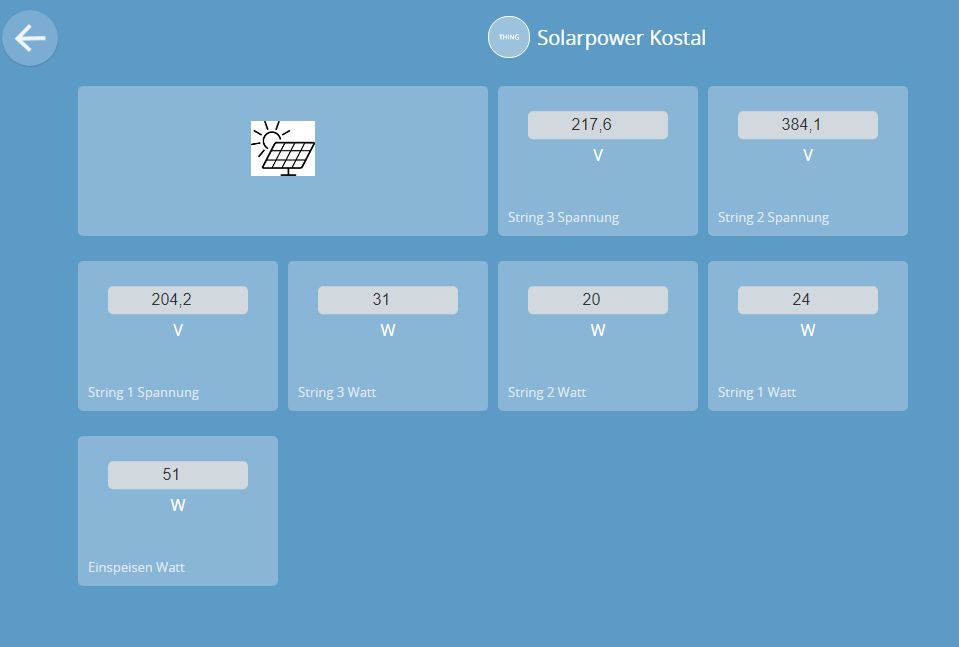 THING
Solarpower Kostal
217,6
V
String 3 Spannung
384,1
V
String 2 Spannung
204,2
V
String 1 Spannung
31
W
String 3 Watt
20
W
String 2 Watt
24
W
String 1 Watt
51
W
Einspeisen Watt